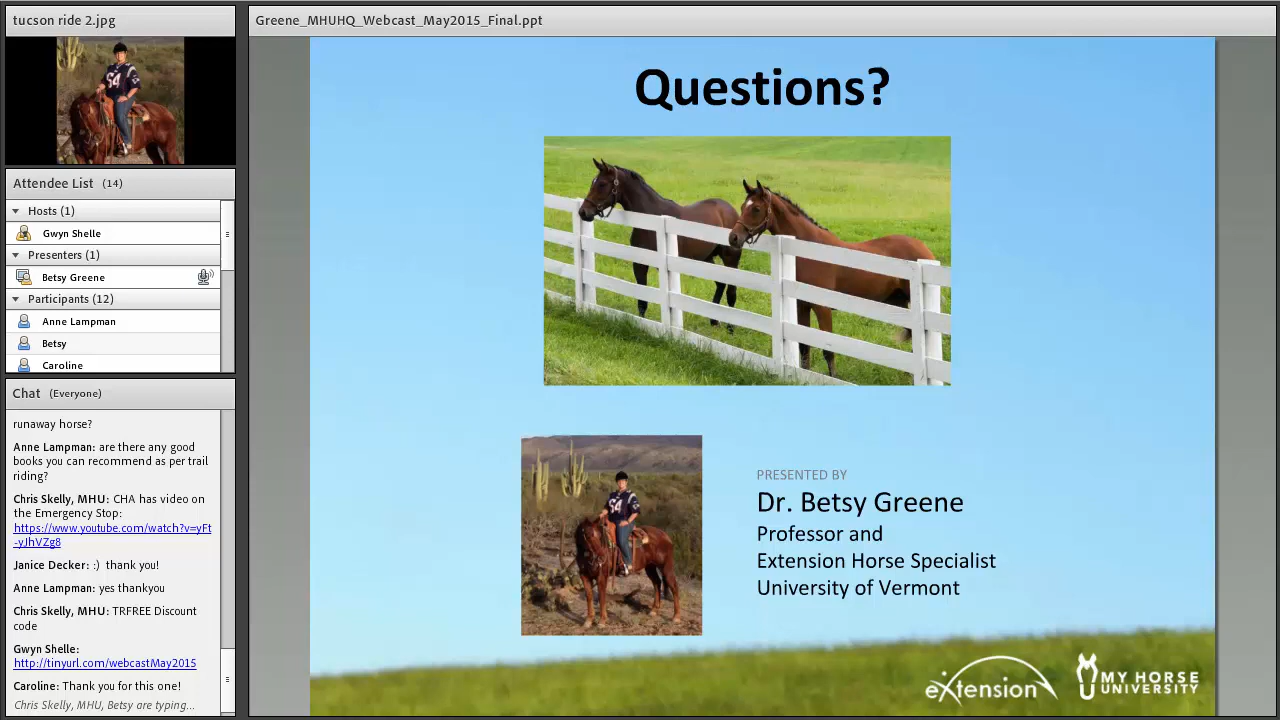 tucson ride 2.jpg
Attendee List (14)
Hosts (1)
Gwyn Shelle
Presenters (1)
Betsy Greene
Participants (12)
Anne Lampman
Betsy
Caroline
Chat (Everyone)
runaway horse?
Anne Lampman: are there any good
books you can recommend as per trail
riding?
Chris Skelly, MHU: CHA has video on
the Emergency Stop:
https://www.youtube.com/watch?v=yFt
-yJhVZg8
Janice Decker: :) thank you!
Anne Lampman: yes thankyou
Chris Skelly, MHU: TRFREE Discount
code
Gwyn Shelle:
http://tinyurl.com/webcastMay2015
Caroline: Thank you for this one!
Chris Skelly, MHU, Betsy are typing...
Greene_MHUHQ_Webcast_May2015_Final.ppt
Questions?
54
PRESENTED BY
Dr. Betsy Greene
Professor and
Extension Horse Specialist
University of Vermont
eXtension
MY HORSE
UNIVERSITY